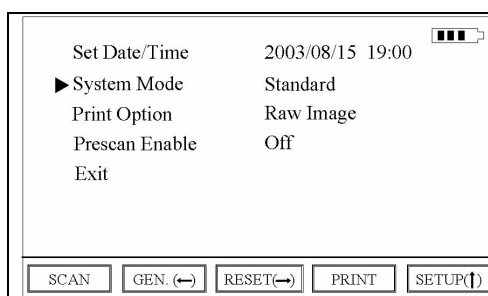 Set Date/Time 2003/08/15 19:00
▶System Mode Standard
Print Option Raw Image
Prescan Enable Off
Exit
SCAN GEN. (←) RESET(→) PRINT SETUP(↑)